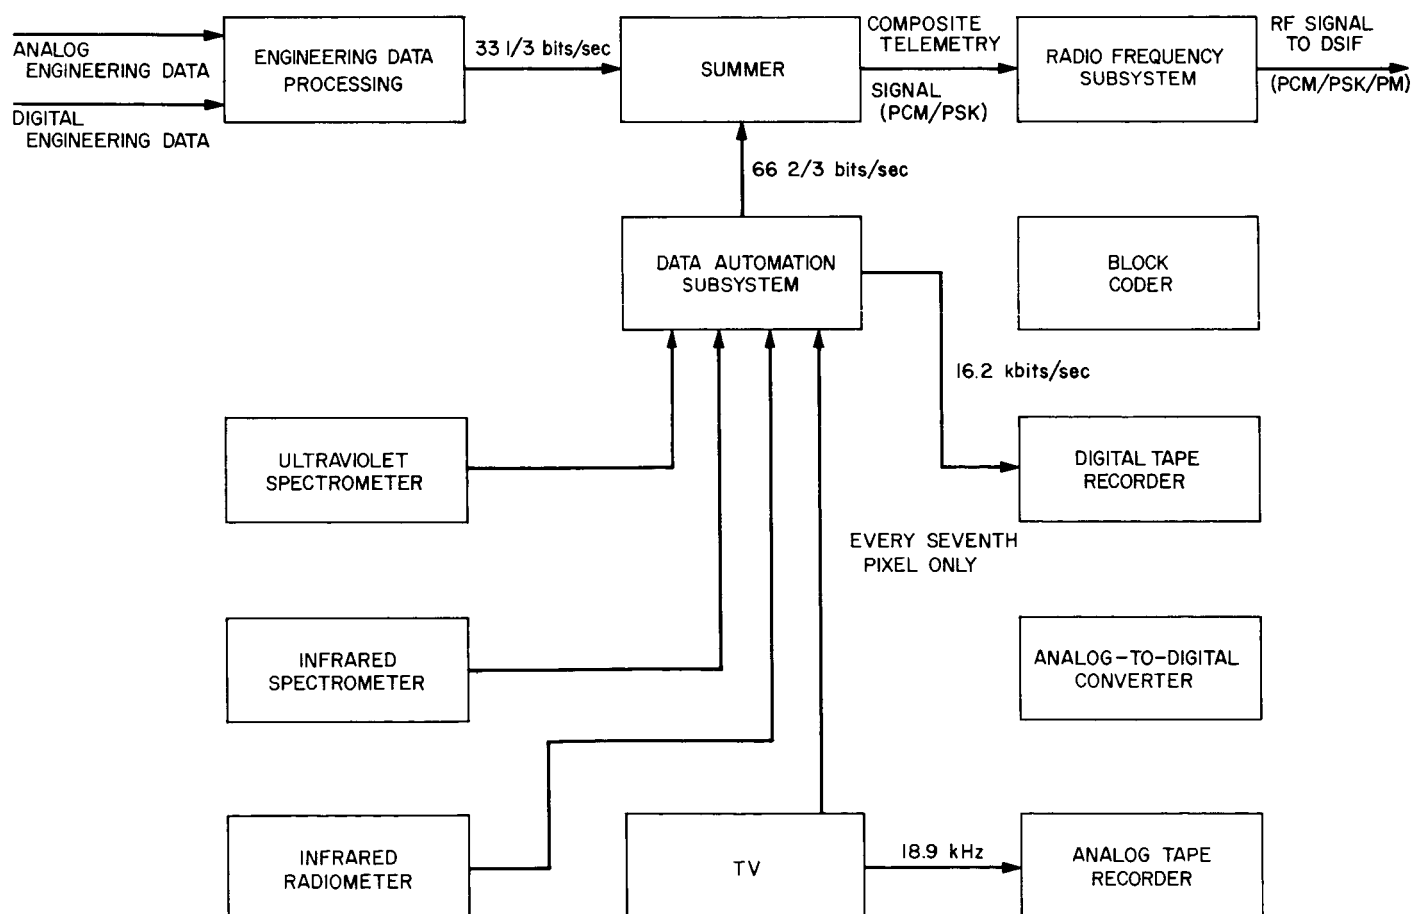 ANALOG
ENGINEERING DATA
DIGITAL
ENGINEERING DATA
ENGINEERING DATA
PROCESSING
33 1/3 bits/sec
SUMMER
COMPOSITE
TELEMETRY
SIGNAL
(PCM/PSK)
RADIO FREQUENCY
SUBSYSTEM
RF SIGNAL
TO DSIF
(PCM/PSK/PM)
66 2/3 bits/sec
DATA AUTOMATION
SUBSYSTEM
BLOCK
CODER
16.2 kbits/sec
ULTRAVIOLET
SPECTROMETER
DIGITAL TAPE
RECORDER
EVERY SEVENTH
PIXEL ONLY
INFRARED
SPECTROMETER
ANALOG-TO-DIGITAL
CONVERTER
INFRARED
RADIOMETER
TV
18.9 kHz
ANALOG TAPE
RECORDER